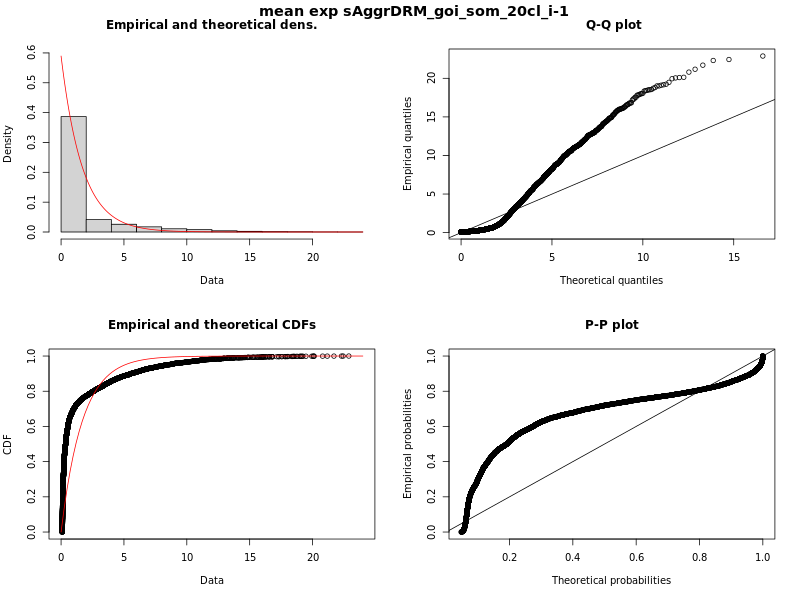 mean exp sAggrDRM_goi_som_20cl_i-1
Empirical and theoretical dens.
Density
0.0 0.1 0.2 0.3 0.4 0.5 0.6
0 5 10 15 20
Data
Q-Q plot
Empirical quantiles
0 5 10 15 20
0 5 10 15
Theoretical quantiles
Empirical and theoretical CDFs
CDF
0.0 0.2 0.4 0.6 0.8 1.0
0 5 10 15 20
Data
P-P plot
Empirical probabilities
0.0 0.2 0.4 0.6 0.8 1.0
0.2 0.4 0.6 0.8 1.0
Theoretical probabilities